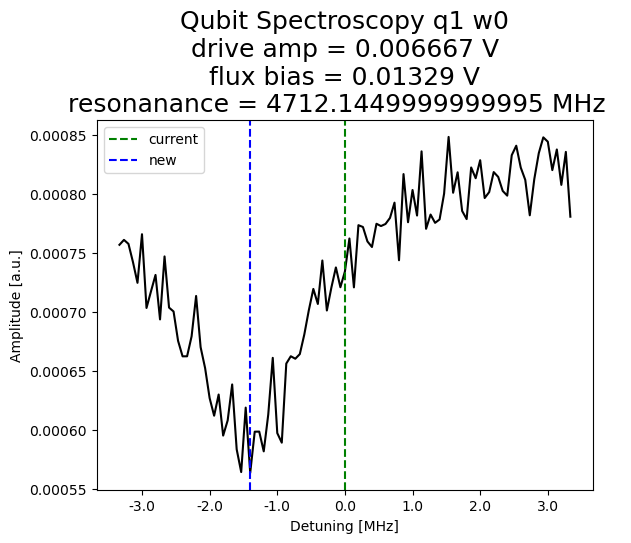 Qubit Spectroscopy q1 w0
drive amp = 0.006667 V
flux bias = 0.01329 V
resonanance = 4712.1449999999995 MHz
current
new
0.00085
0.00080
0.00075
0.00070
0.00065
0.00060
0.00055
Amplitude [a.u.]
-3.0 -2.0 -1.0 0.0 1.0 2.0 3.0
Detuning [MHz]